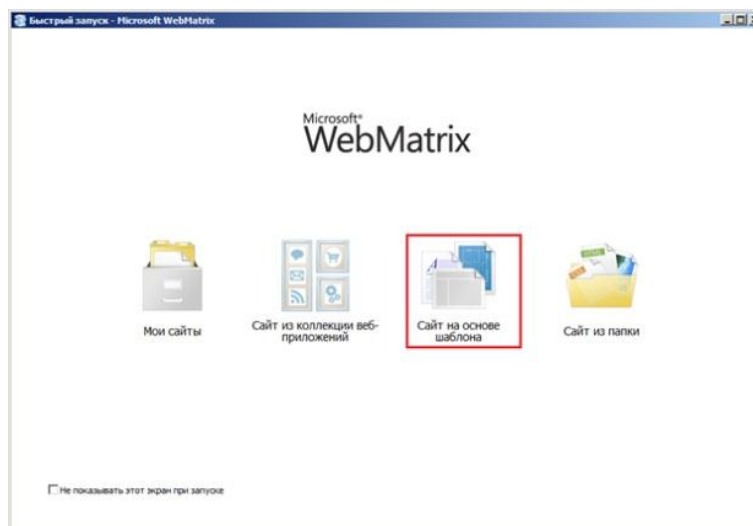 Быстрый запуск - Microsoft WebMatrix
Microsoft®
WebMatrix
Мои сайты
Сайт из коллекции веб-
приложений
Сайт на основе
шаблона
Сайт из папки
Не показывать этот экран при запуске